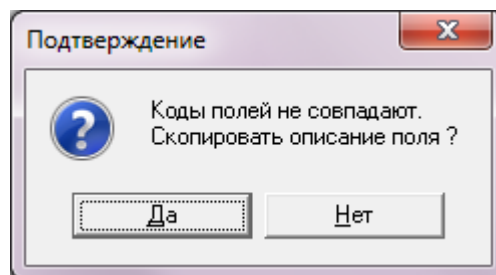 Подтверждение
Коды полей не совпадают.
Скопировать описание поля ?
Да
Нет